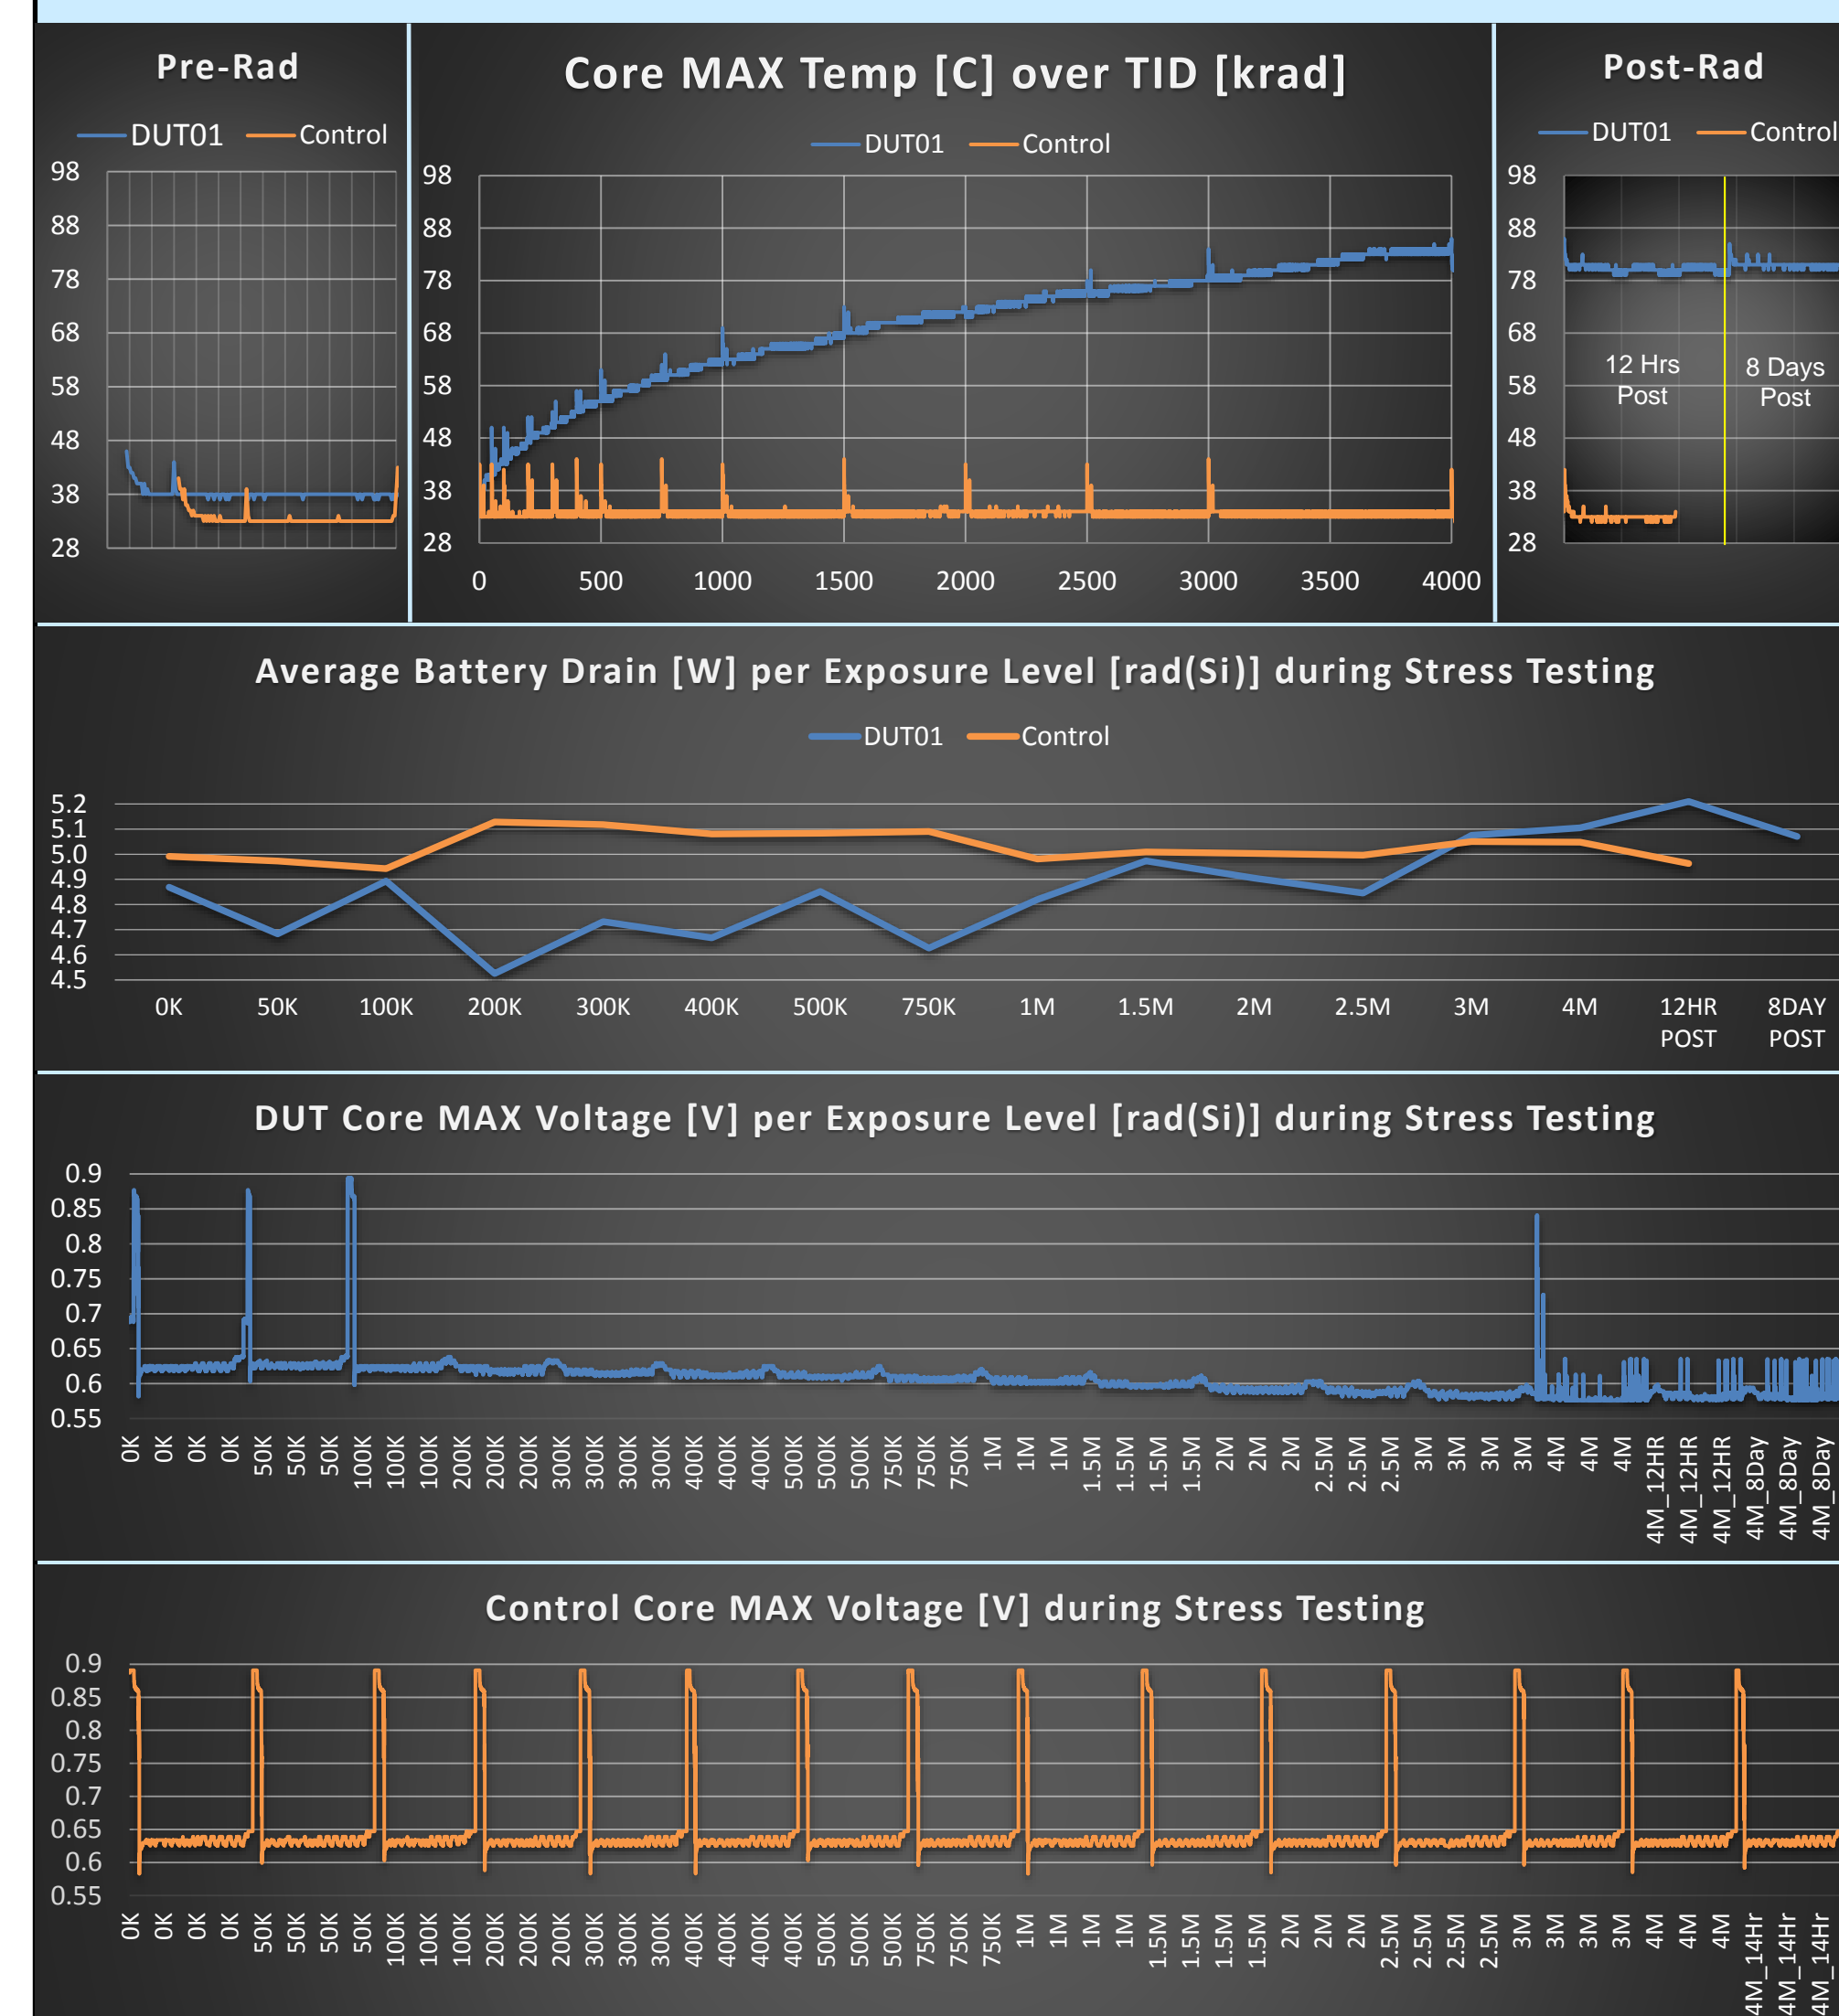 Pre-Rad
DUT01 Control
98
88
78
68
58
48
38
28
Core MAX Temp [C] over TID [krad]
DUT01 Control
98
88
78
68
58
48
38
28
0 500 1000 1500 2000 2500 3000 3500 4000
Post-Rad
DUT01 Control
98
88
78
68
58
48
38
28
12 Hrs
Post
8 Days
Post
Average Battery Drain [W] per Exposure Level [rad(Si)] during Stress Testing
DUT01 Control
5.2
5.1
5.0
4.9
4.8
4.7
4.6
4.5
0K 50K 100K 200K 300K 400K 500K 750K 1M 1.5M 2M 2.5M 3M 4M 12HR POST 8DAY POST
DUT Core MAX Voltage [V] per Exposure Level [rad(Si)] during Stress Testing
0.9
0.85
0.8
0.75
0.7
0.65
0.6
0.55
0K 0K 0K 0K 50K 50K 50K 100K 100K 100K 200K 200K 200K 300K 300K 300K 300K 400K 400K 400K 500K 500K 500K 750K 750K 750K 1M 1M 1M 1.5M 1.5M 1.5M 1.5M 2M 2M 2M 2.5M 2.5M 2.5M 3M 3M 3M 3M 4M 4M 4M 4M_12HR 4M_12HR 4M_12HR 4M_8Day 4M_8Day 4M_8Day
Control Core MAX Voltage [V] during Stress Testing
0.9
0.85
0.8
0.75
0.7
0.65
0.6
0.55
0K 0K 0K 0K 50K 50K 50K 50K 100K 100K 100K 200K 200K 200K 300K 300K 300K 400K 400K 400K 400K 500K 500K 500K 750K 750K 750K 1M 1M 1M 1M 1.5M 1.5M 1.5M 1.5M 2M 2M 2M 2.5M 2.5M 2.5M 2.5M 3M 3M 3M 3M 4M 4M 4M 4M_14Hr 4M_14Hr 4M_14Hr